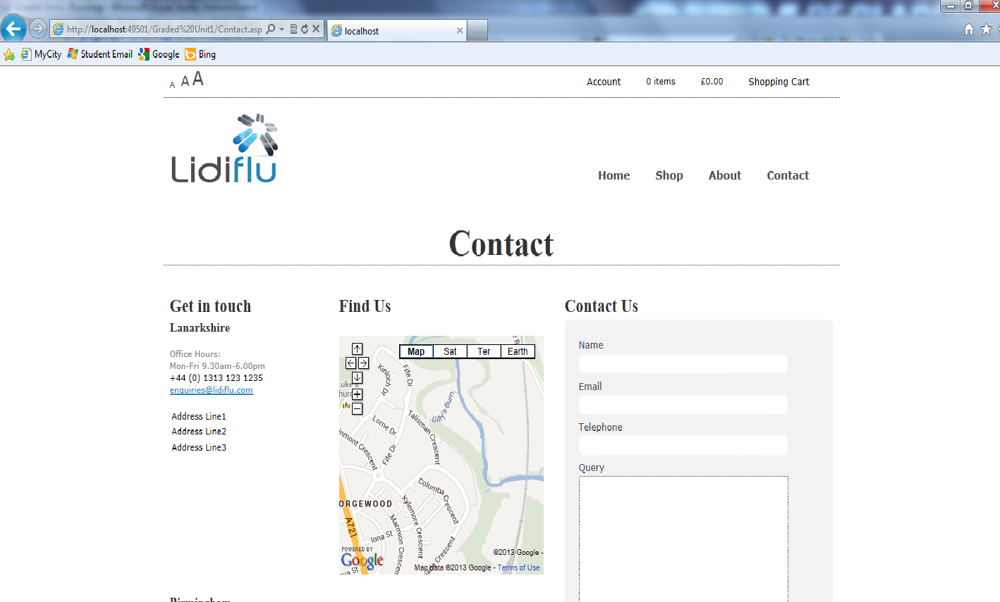 http://localhost:49501/Graded%20Unit1/Contact.asp
localhost
MyCity Student Email Google Bing
A A A
Account 0 items £0.00 Shopping Cart
Lidiflu
Home Shop About Contact
Contact
Get in touch
Lanarkshire
Office Hours:
Mon-Fri 9.30am-6.00pm
+44 (0) 1313 123 1235
enquiries@lidiflu.com
Address Line1
Address Line2
Address Line3
Find Us
Map Sat Ter Earth
Kinloch Dr
Fife Dr
Luke's
Lorne Dr
Talisman Crescent
Fife Dr
Columba Crescent
ORGEWOOD
Kylemore Crescent
Marmion Crescent
A721
Iona St
POWERED BY
Google
©2013 Google -
Map data ©2013 Google - Terms of Use
Contact Us
Name
Email
Telephone
Query